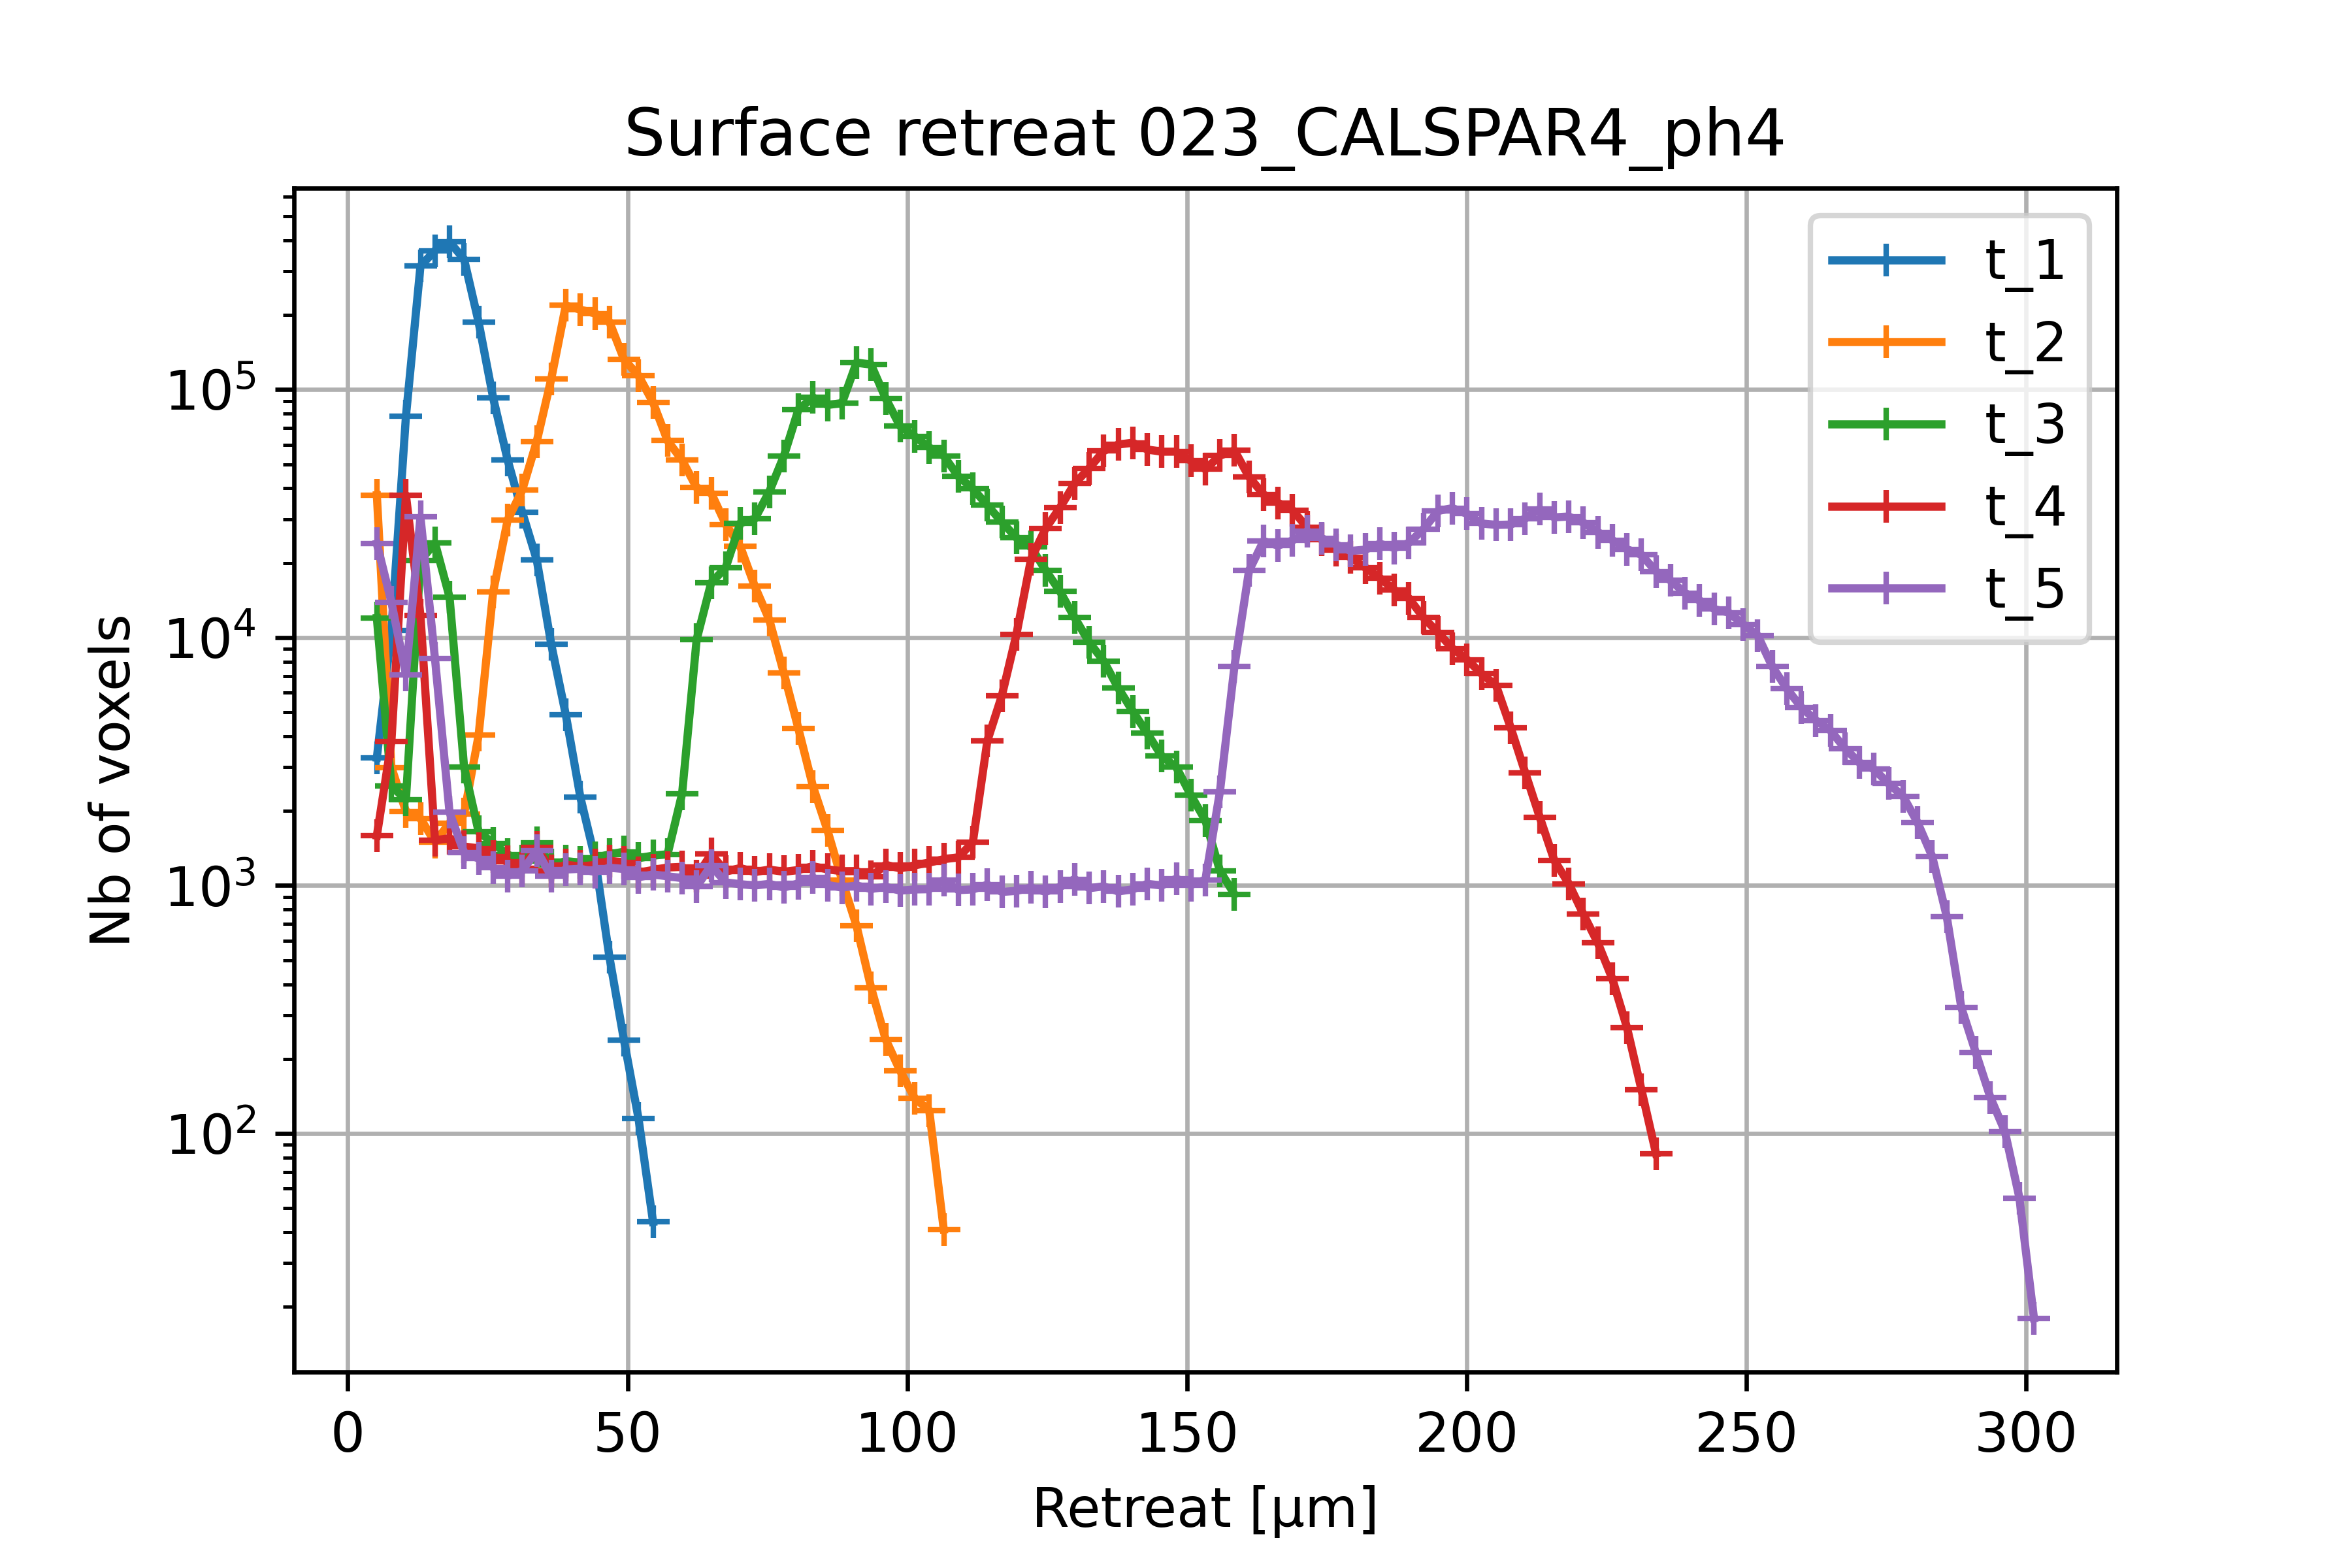 Surface retreat 023_CALSPAR4_ph4
Nb of voxels
10⁵
10⁴
10³
10²
t_1
t_2
t_3
t_4
t_5
0 50 100 150 200 250 300
Retreat [µm]